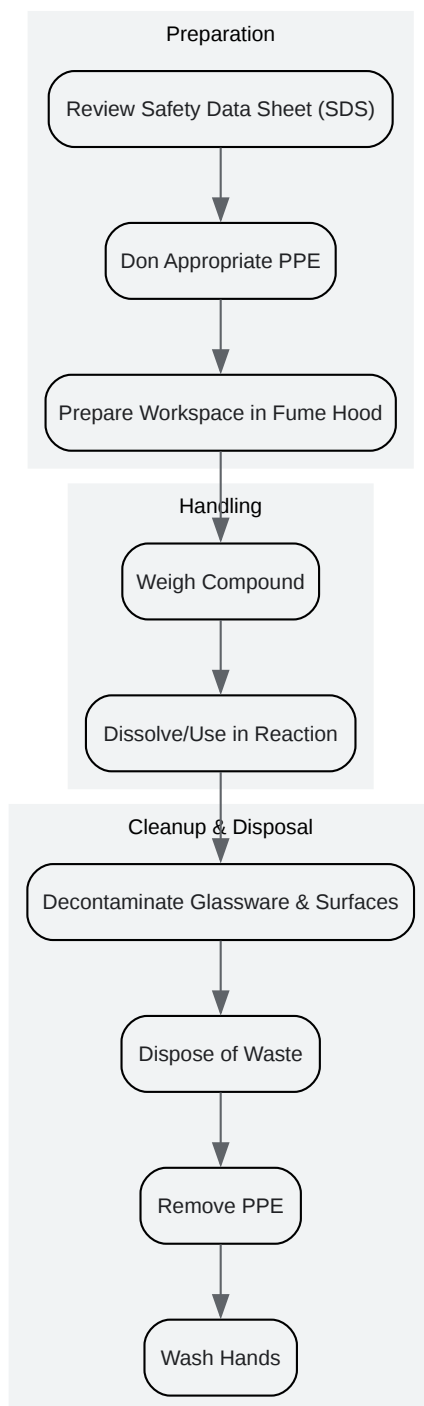 Preparation
Review Safety Data Sheet (SDS)
Don Appropriate PPE
Prepare Workspace in Fume Hood
Handling
Weigh Compound
Dissolve/Use in Reaction
Cleanup & Disposal
Decontaminate Glassware & Surfaces
Dispose of Waste
Remove PPE
Wash Hands